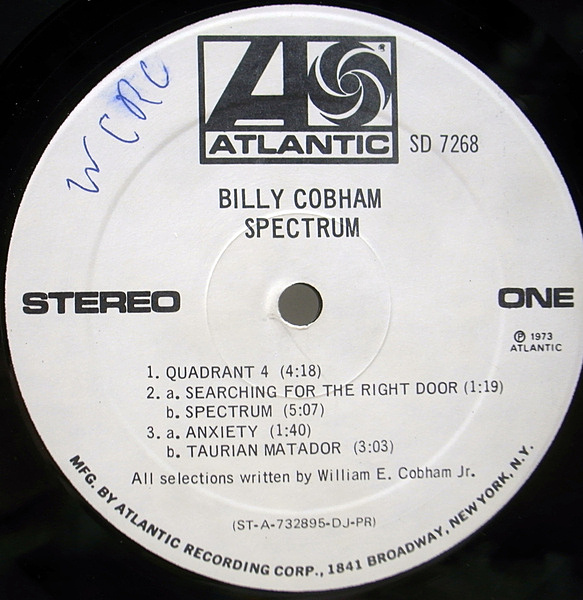 WCRC
ATLANTIC
SD 7268
BILLY COBHAM
SPECTRUM
STEREO
ONE
Ⓟ 1973
ATLANTIC
1. QUADRANT 4 (4:18)
2. a. SEARCHING FOR THE RIGHT DOOR (1:19)
b. SPECTRUM (5:07)
3. a. ANXIETY (1:40)
b. TAURIAN MATADOR (3:03)
All selections written by William E. Cobham Jr.
(ST-A-732895-DJ-PR)
MFG. BY ATLANTIC RECORDING CORP., 1841 BROADWAY, NEW YORK, N.Y.